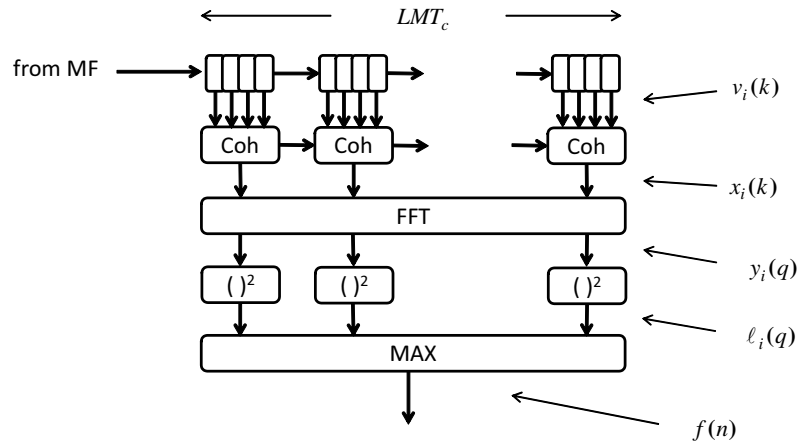 LMT_c
from MF
v_i(k)
Coh Coh Coh
x_i(k)
FFT
y_i(q)
( )² ( )² ( )²
ℓ_i(q)
MAX
f(n)